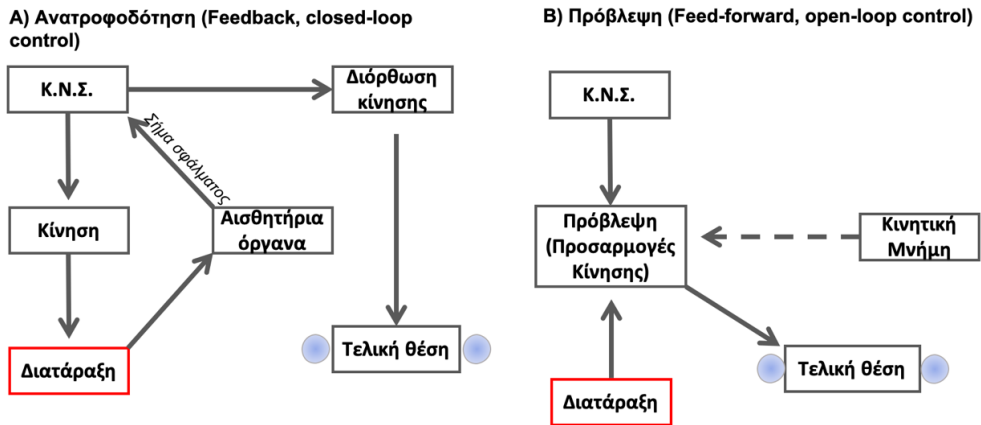 A) Ανατροφοδότηση (Feedback, closed-loop
control)
Κ.Ν.Σ.
Διόρθωση
κίνησης
Σήμα σφάλματος
Κίνηση
Αισθητήρια
όργανα
Διατάραξη
Τελική θέση
B) Πρόβλεψη (Feed-forward, open-loop control)
Κ.Ν.Σ.
Πρόβλεψη
(Προσαρμογές
Κίνησης)
Κινητική
Μνήμη
Τελική θέση
Διατάραξη